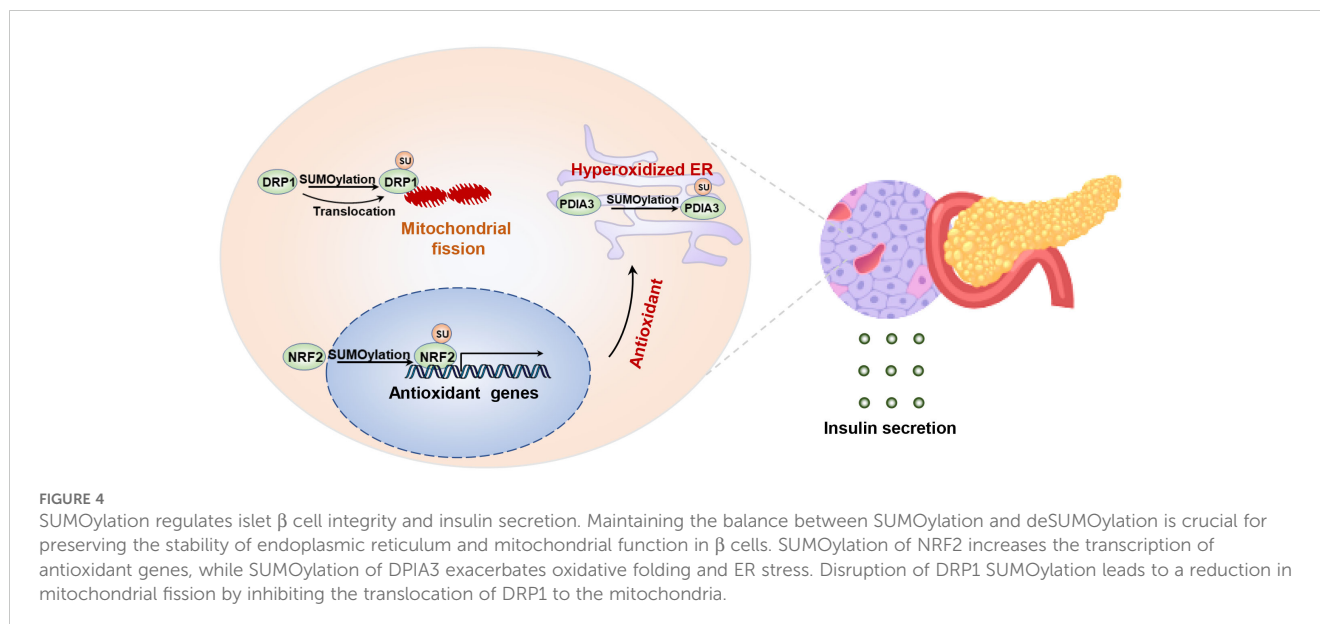 SU
DRP1
SUMOylation
DRP1
Translocation
Mitochondrial
fission
Hyperoxidized ER
SU
PDIA3
SUMOylation
PDIA3
Antioxidant
SU
NRF2
SUMOylation
NRF2
Antioxidant genes
Insulin secretion
FIGURE 4
SUMOylation regulates islet β cell integrity and insulin secretion. Maintaining the balance between SUMOylation and deSUMOylation is crucial for
preserving the stability of endoplasmic reticulum and mitochondrial function in β cells. SUMOylation of NRF2 increases the transcription of
antioxidant genes, while SUMOylation of DPIA3 exacerbates oxidative folding and ER stress. Disruption of DRP1 SUMOylation leads to a reduction in
mitochondrial fission by inhibiting the translocation of DRP1 to the mitochondria.